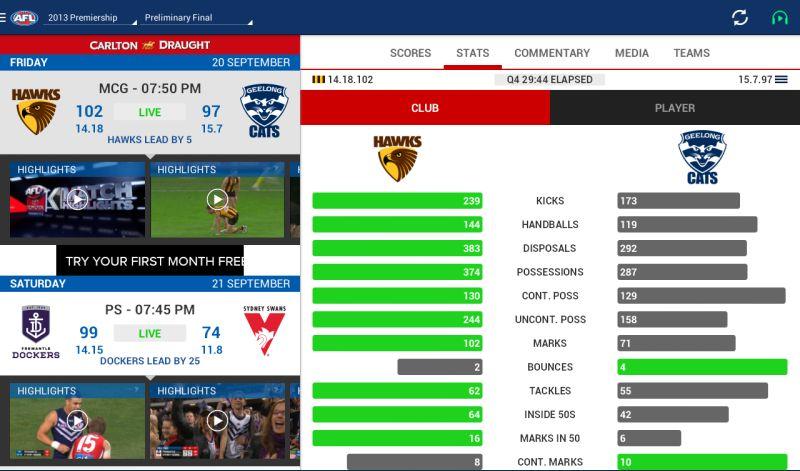 AFL 2013 Premiership Preliminary Final
CARLTON DRAUGHT
FRIDAY 20 SEPTEMBER
MCG - 07:50 PM
HAWKS
GEELONG
CATS
102 LIVE 97
14.18 15.7
HAWKS LEAD BY 5
HIGHLIGHTS HIGHLIGHTS
TRY YOUR FIRST MONTH FREE
SATURDAY 21 SEPTEMBER
PS - 07:45 PM
FREMANTLE
DOCKERS
SYDNEY SWANS
99 LIVE 74
14.15 11.8
DOCKERS LEAD BY 25
HIGHLIGHTS HIGHLIGHTS
15
SCORES STATS COMMENTARY MEDIA TEAMS
14.18.102 Q4 29:44 ELAPSED 15.7.97
CLUB PLAYER
HAWKS
GEELONG
CATS
239 KICKS 173
144 HANDBALLS 119
383 DISPOSALS 292
374 POSSESSIONS 287
130 CONT. POSS 129
244 UNCONT. POSS 158
102 MARKS 71
2 BOUNCES 4
62 TACKLES 55
64 INSIDE 50S 42
16 MARKS IN 50 6
8 CONT. MARKS 10